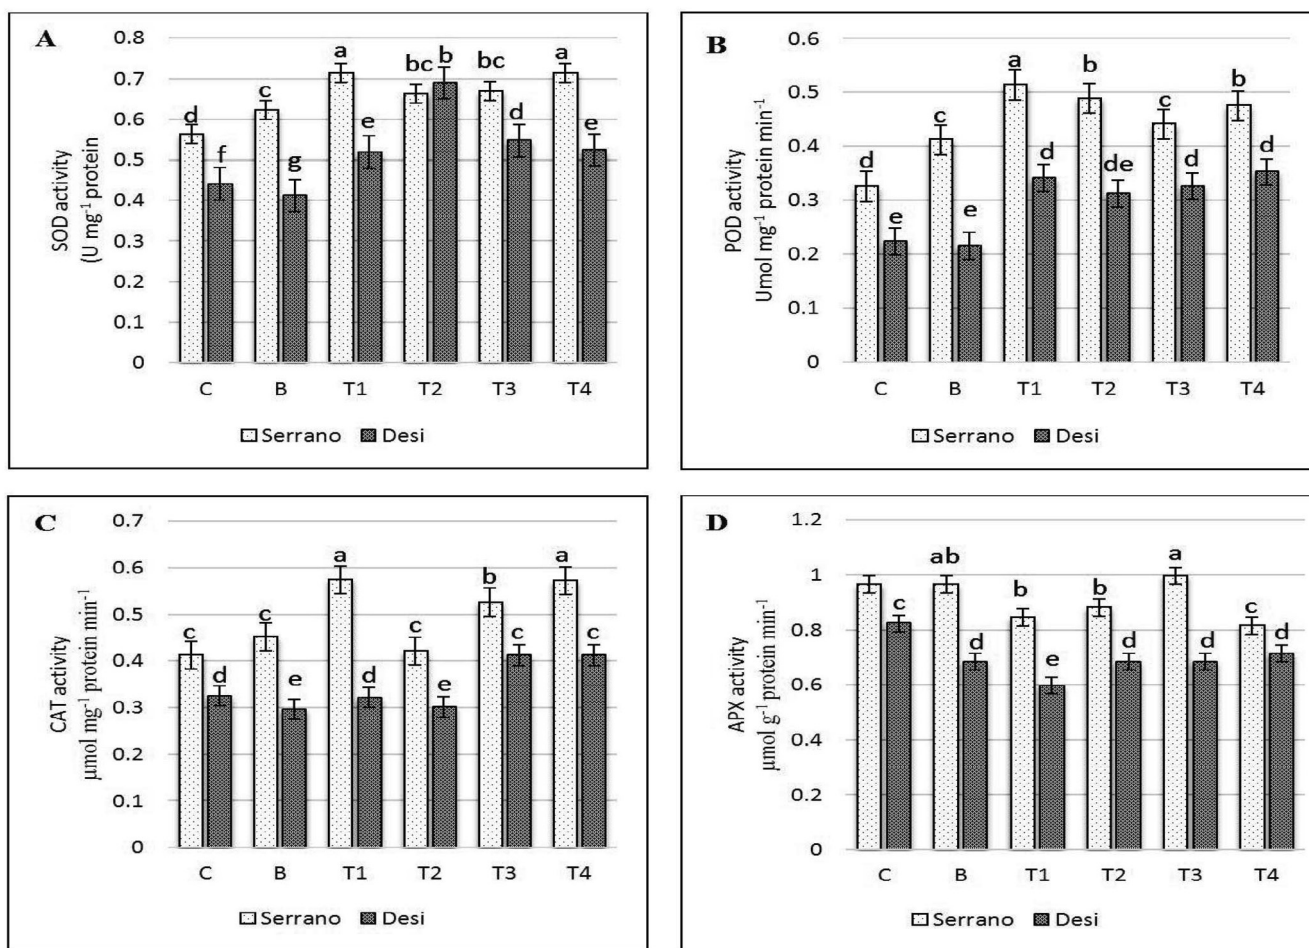 A
SOD activity
(U mg-1 protein
0.8
0.7
0.6
0.5
0.4
0.3
0.2
0.1
0
d f c g a e bc b bc d a e
C B T1 T2 T3 T4
Serrano Desi
B
POD activity
Umol mg-1 protein min-1
0.6
0.5
0.4
0.3
0.2
0.1
0
d e c e a d b de c d b d
C B T1 T2 T3 T4
Serrano Desi
C
CAT activity
µmol mg-1 protein min-1
0.7
0.6
0.5
0.4
0.3
0.2
0.1
0
c d c e a d c e b c a c
C B T1 T2 T3 T4
Serrano Desi
D
APX activity
µmol g-1 protein min-1
1.2
1
0.8
0.6
0.4
0.2
0
c ab d b e b d a d c d
C B T1 T2 T3 T4
Serrano Desi